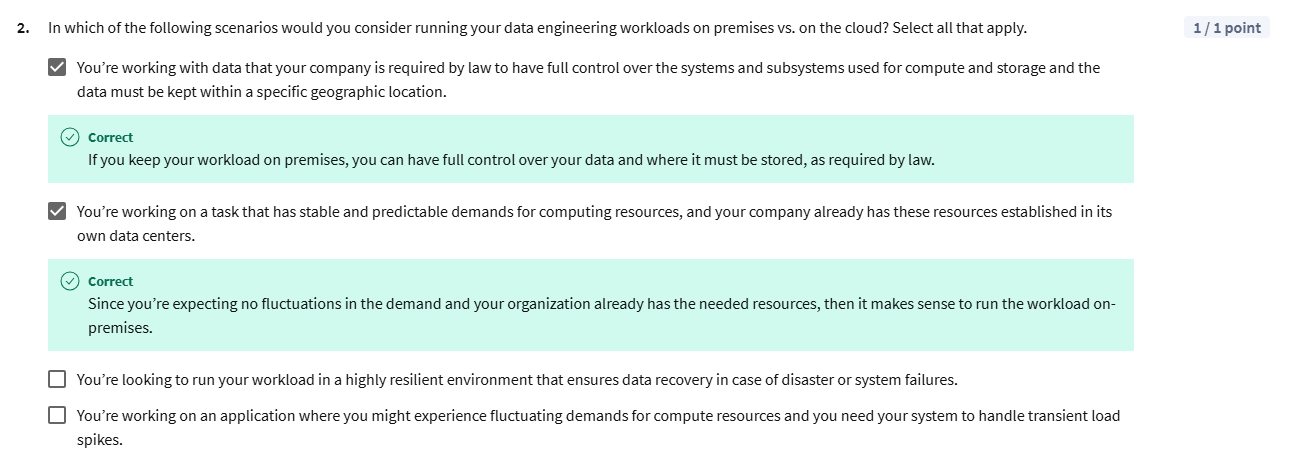 2. In which of the following scenarios would you consider running your data engineering workloads on premises vs. on the cloud? Select all that apply.
1 / 1 point
You’re working with data that your company is required by law to have full control over the systems and subsystems used for compute and storage and the
data must be kept within a specific geographic location.
Correct
If you keep your workload on premises, you can have full control over your data and where it must be stored, as required by law.
You’re working on a task that has stable and predictable demands for computing resources, and your company already has these resources established in its
own data centers.
Correct
Since you’re expecting no fluctuations in the demand and your organization already has the needed resources, then it makes sense to run the workload on-
premises.
You’re looking to run your workload in a highly resilient environment that ensures data recovery in case of disaster or system failures.
You’re working on an application where you might experience fluctuating demands for compute resources and you need your system to handle transient load
spikes.